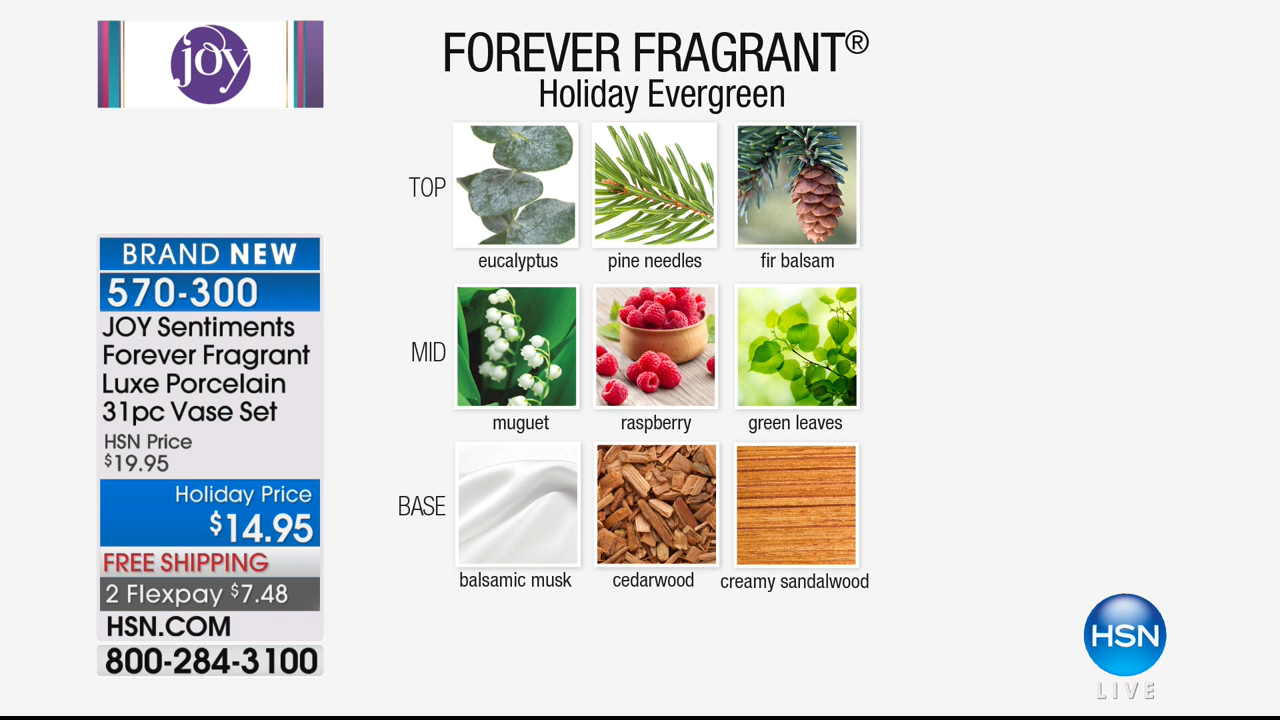 joy
FOREVER FRAGRANT®
Holiday Evergreen
TOP
eucalyptus
pine needles
fir balsam
MID
muguet
raspberry
green leaves
BASE
balsamic musk
cedarwood
creamy sandalwood
BRAND NEW
570-300
JOY Sentiments
Forever Fragrant
Luxe Porcelain
31pc Vase Set
HSN Price
$19.95
Holiday Price
$14.95
FREE SHIPPING
2 Flexpay $7.48
HSN.COM
800-284-3100
HSN
LIVE